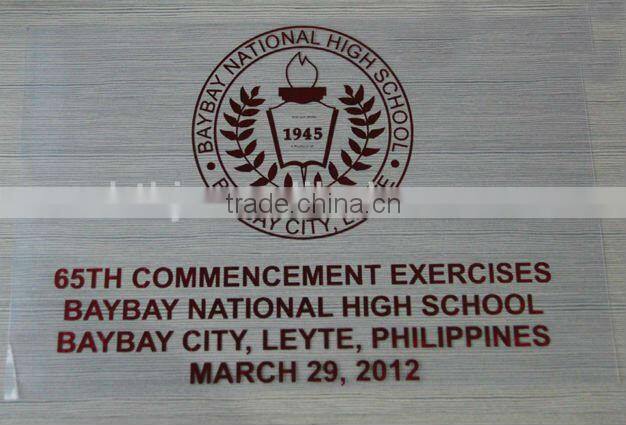 BAYBAY NATIONAL HIGH SCHOOL
1945
trade.china.cn
CITY,
65TH COMMENCEMENT EXERCISES
BAYBAY NATIONAL HIGH SCHOOL
BAYBAY CITY, LEYTE, PHILIPPINES
MARCH 29, 2012